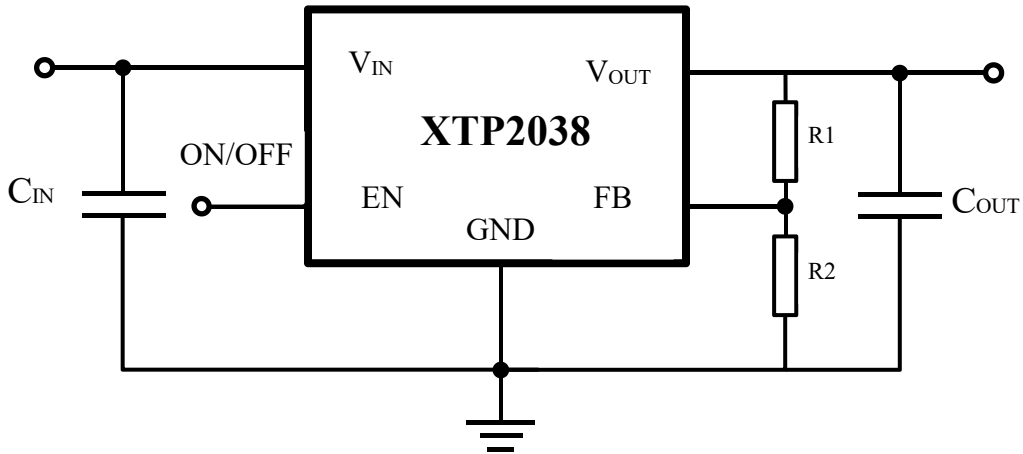 VIN
VOUT
XTP2038
R1
ON/OFF
CIN
EN
FB
COUT
GND
R2